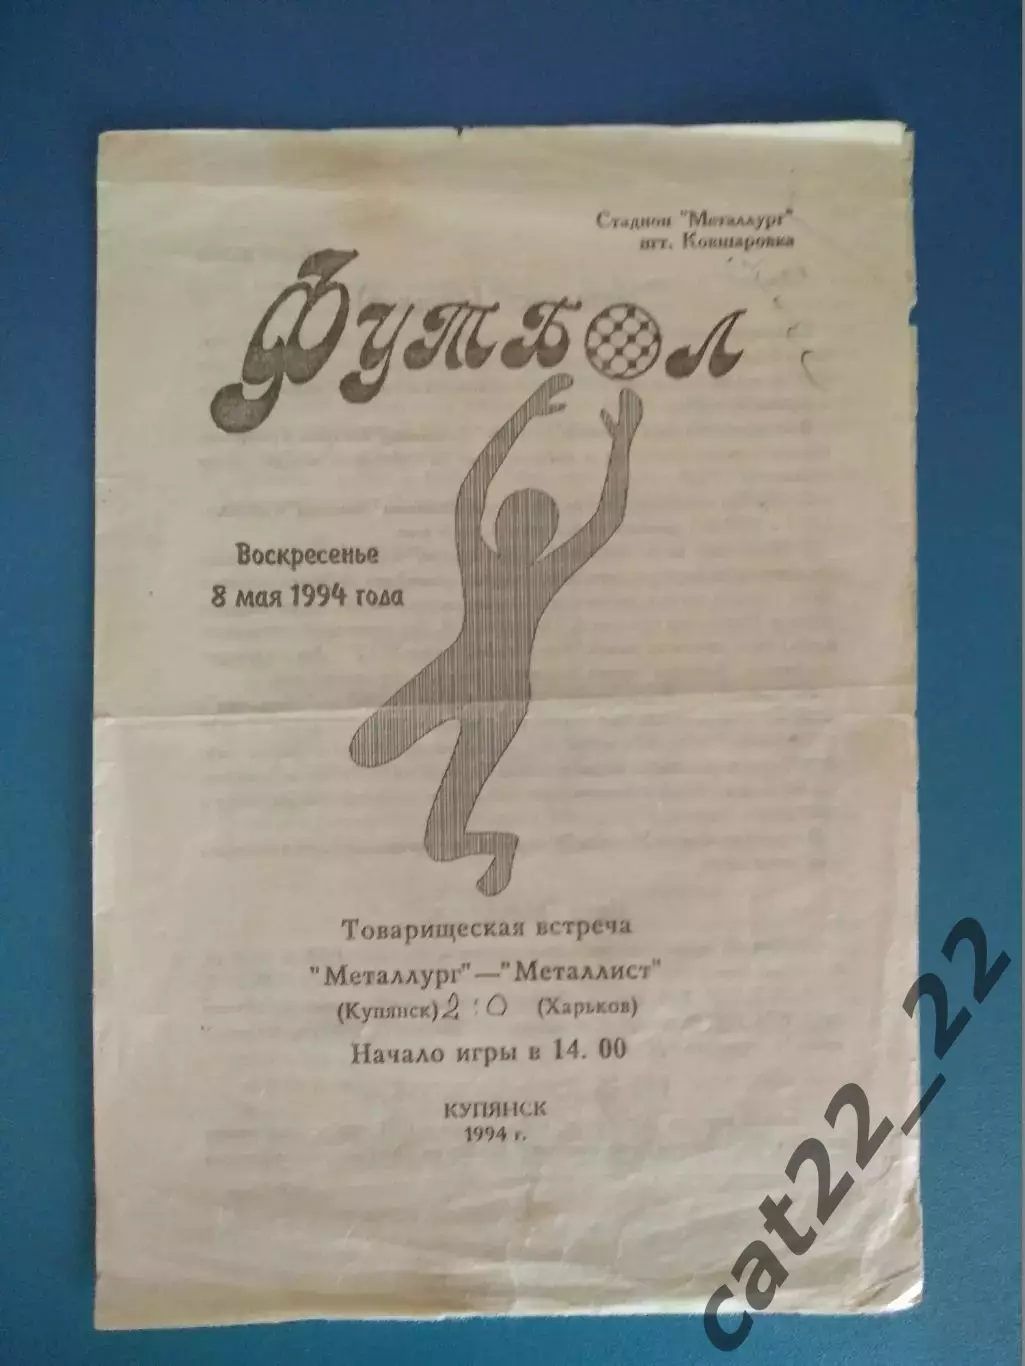 Стадион "Металлург"
пгт. Ковшаровка
Футбол
Воскресенье
8 мая 1994 года
Товарищеская встреча
"Металлург"—"Металлист"
(Купянск) 2:0 (Харьков)
Начало игры в 14. 00
КУПЯНСК
1994 г.
cat22_22